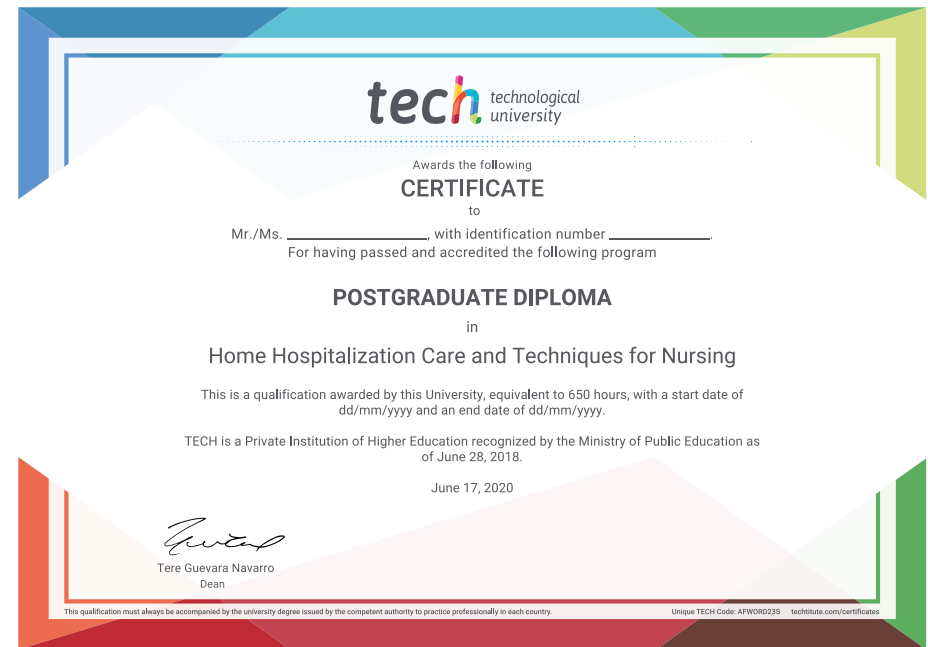 tech technological
university
Awards the following
CERTIFICATE
to
Mr./Ms. ____________________, with identification number ______________.
For having passed and accredited the following program
POSTGRADUATE DIPLOMA
in
Home Hospitalization Care and Techniques for Nursing
This is a qualification awarded by this University, equivalent to 650 hours, with a start date of
dd/mm/yyyy and an end date of dd/mm/yyyy.
TECH is a Private Institution of Higher Education recognized by the Ministry of Public Education as
of June 28, 2018.
June 17, 2020
Tere Guevara Navarro
Dean
This qualification must always be accompanied by the university degree issued by the competent authority to practice professionally in each country.
Unique TECH Code: AFWORD23S techtitute.com/certificates